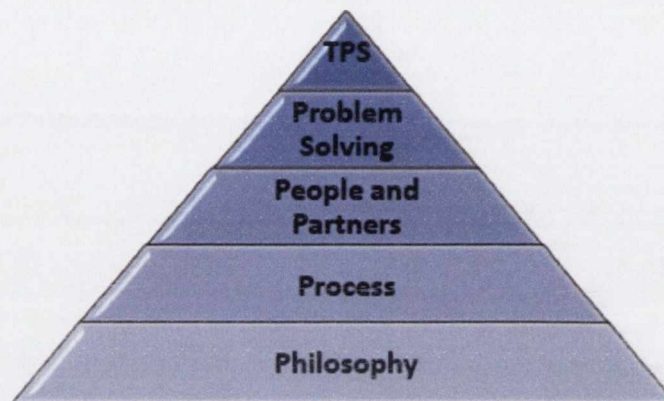 TPS
Problem
Solving
People and
Partners
Process
Philosophy